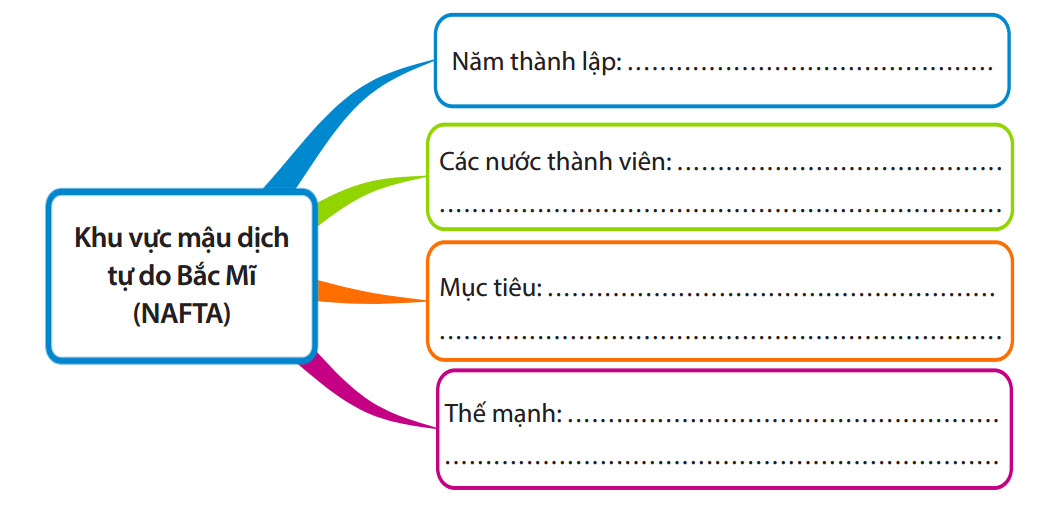 Khu vực mậu dịch
tự do Bắc Mĩ
(NAFTA)
Năm thành lập: .............................................
Các nước thành viên: ........................................
.....................................................................
Mục tiêu: .......................................................
.....................................................................
Thế mạnh: .....................................................
....................................................................